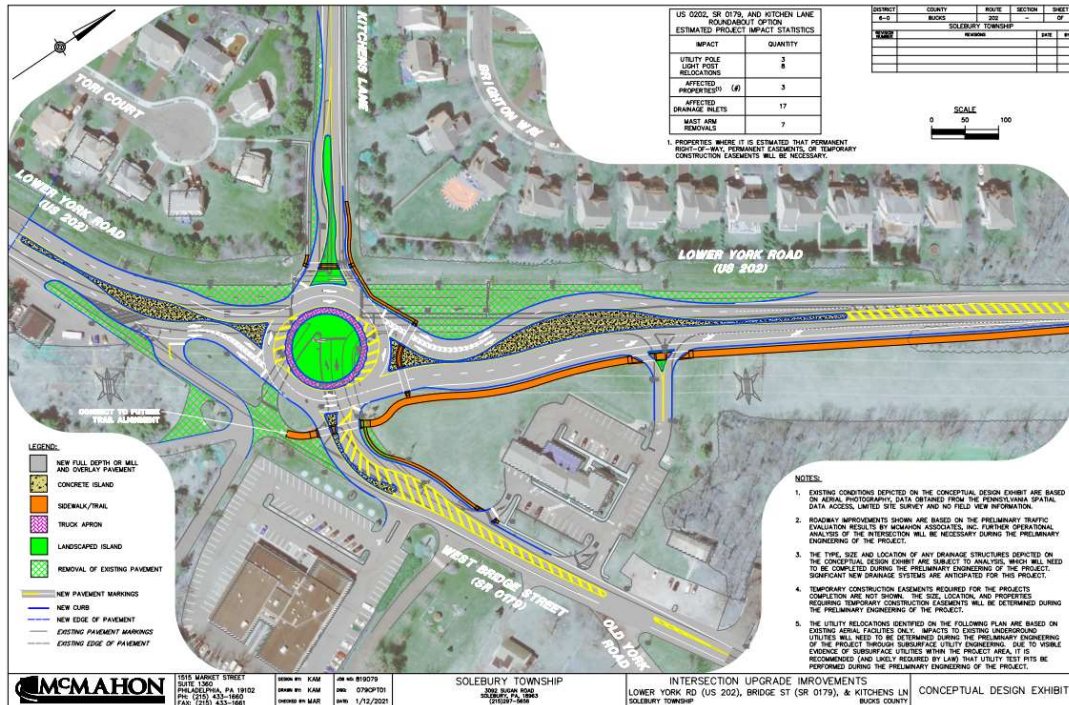 US 0202, SR 0179, AND KITCHEN LANE
ROUNDABOUT OPTION
ESTIMATED PROJECT IMPACT STATISTICS
IMPACT QUANTITY
UTILITY POLE 3
LIGHT POST 8
RELOCATIONS
AFFECTED
PROPERTIES(1) (#) 3
AFFECTED
DRAINAGE INLETS 17
MAST ARM
REMOVALS 7
1. PROPERTIES WHERE IT IS ESTIMATED THAT PERMANENT
RIGHT-OF-WAY, PERMANENT EASEMENTS, OR TEMPORARY
CONSTRUCTION EASEMENTS WILL BE NECESSARY.
DISTRICT COUNTY ROUTE SECTION SHEET
6-0 BUCKS 202 - OF
SOLEBURY TOWNSHIP
REVISION NUMBER REVISIONS DATE BY
SCALE
0 50 100
TORI COURT
KITCHENS LANE
BRIGHTON WAY
LOWER YORK ROAD
(US 202)
LOWER YORK ROAD
(US 202)
CONNECT TO FUTURE
TRAIL ALIGNMENT
WEST BRIDGE STREET
(SR 0179)
OLD YORK
ROAD
LEGEND:
NEW FULL DEPTH OR MILL
AND OVERLAY PAVEMENT
CONCRETE ISLAND
SIDEWALK/TRAIL
TRUCK APRON
LANDSCAPED ISLAND
REMOVAL OF EXISTING PAVEMENT
NEW PAVEMENT MARKINGS
NEW CURB
NEW EDGE OF PAVEMENT
EXISTING PAVEMENT MARKINGS
EXISTING EDGE OF PAVEMENT
NOTES:
1. EXISTING CONDITIONS DEPICTED ON THE CONCEPTUAL DESIGN EXHIBIT ARE BASED
ON AERIAL PHOTOGRAPHY, DATA OBTAINED FROM THE PENNSYLVANIA SPATIAL
DATA ACCESS, LIMITED SITE SURVEY AND NO FIELD VIEW INFORMATION.
2. ROADWAY IMPROVEMENTS SHOWN ARE BASED ON THE PRELIMINARY TRAFFIC
EVALUATION RESULTS BY MCMAHON ASSOCIATES, INC. FURTHER OPERATIONAL
ANALYSIS OF THE INTERSECTION WILL BE NECESSARY DURING THE PRELIMINARY
ENGINEERING OF THE PROJECT.
3. THE TYPE, SIZE AND LOCATION OF ANY DRAINAGE STRUCTURES DEPICTED ON
THE CONCEPTUAL DESIGN EXHIBIT ARE SUBJECT TO ANALYSIS, WHICH WILL NEED
TO BE COMPLETED DURING THE PRELIMINARY ENGINEERING OF THE PROJECT.
SIGNIFICANT NEW DRAINAGE SYSTEMS ARE ANTICIPATED FOR THIS PROJECT.
4. TEMPORARY CONSTRUCTION EASEMENTS REQUIRED FOR THE PROJECTS
COMPLETION ARE NOT SHOWN. THE SIZE, LOCATION, AND PROPERTIES
REQUIRING TEMPORARY CONSTRUCTION EASEMENTS WILL BE DETERMINED DURING
THE PRELIMINARY ENGINEERING OF THE PROJECT.
5. THE UTILITY RELOCATIONS IDENTIFIED ON THE FOLLOWING PLAN ARE BASED ON
EXISTING AERIAL FACILITIES ONLY. IMPACTS TO EXISTING UNDERGROUND
UTILITIES WILL NEED TO BE DETERMINED DURING THE PRELIMINARY ENGINEERING
OF THE PROJECT THROUGH SUBSURFACE UTILITY ENGINEERING. DUE TO VISIBLE
EVIDENCE OF SUBSURFACE UTILITIES WITHIN THE PROJECT AREA, IT IS
RECOMMENDED (AND LIKELY REQUIRED BY LAW) THAT UTILITY TEST PITS BE
PERFORMED DURING THE PRELIMINARY ENGINEERING OF THE PROJECT.
MCMAHON
1515 MARKET STREET
SUITE 1360
PHILADELPHIA, PA 19102
PH: (215) 433-1660
FAX: (215) 433-1661
DESIGN BY: KAM JOB NO: 819079
DRAWN BY: KAM DWG: 079CPT01
CHECKED BY: MAR DATE: 1/12/2021
SOLEBURY TOWNSHIP
3092 SUGAN ROAD
SOLEBURY, PA, 18963
(215)297-5656
INTERSECTION UPGRADE IMROVEMENTS
LOWER YORK RD (US 202), BRIDGE ST (SR 0179), & KITCHENS LN
SOLEBURY TOWNSHIP BUCKS COUNTY
CONCEPTUAL DESIGN EXHIBIT